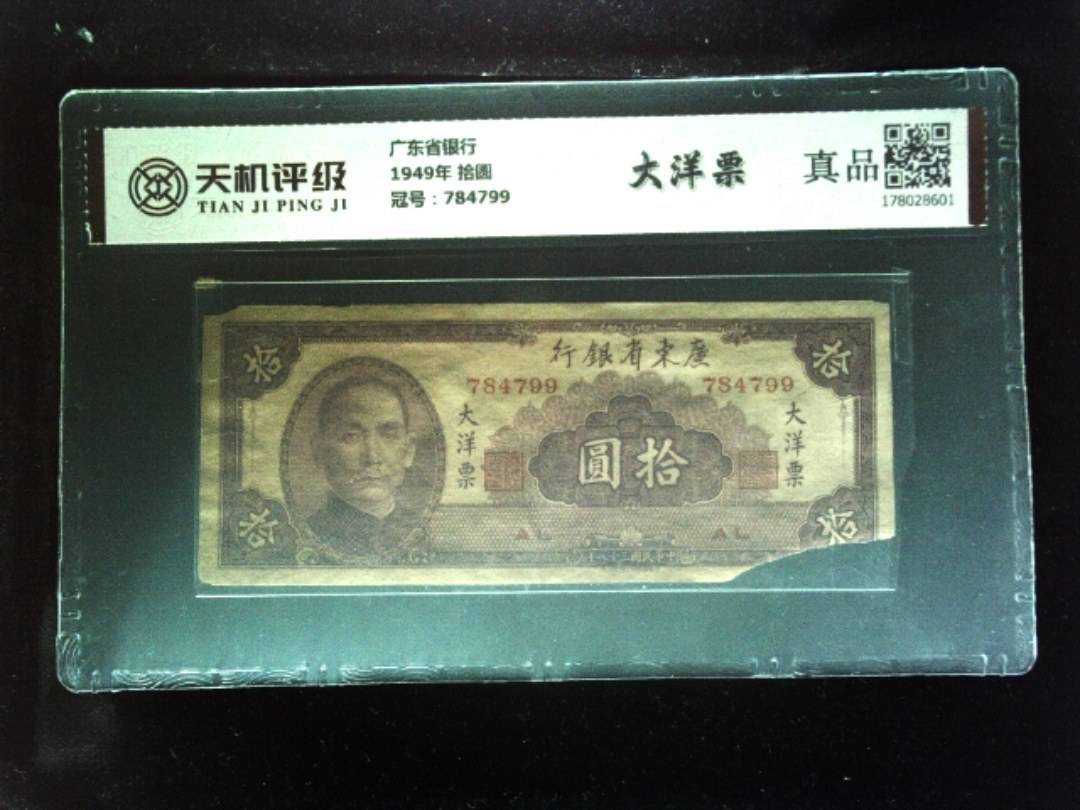 天机评级
TIAN JI PING JI
广东省银行
1949年 拾圆
冠号：784799
大洋票
真品
178028601
行銀省東廣
拾
拾
784799
784799
大洋票
大洋票
圓拾
拾
拾
AL
AL